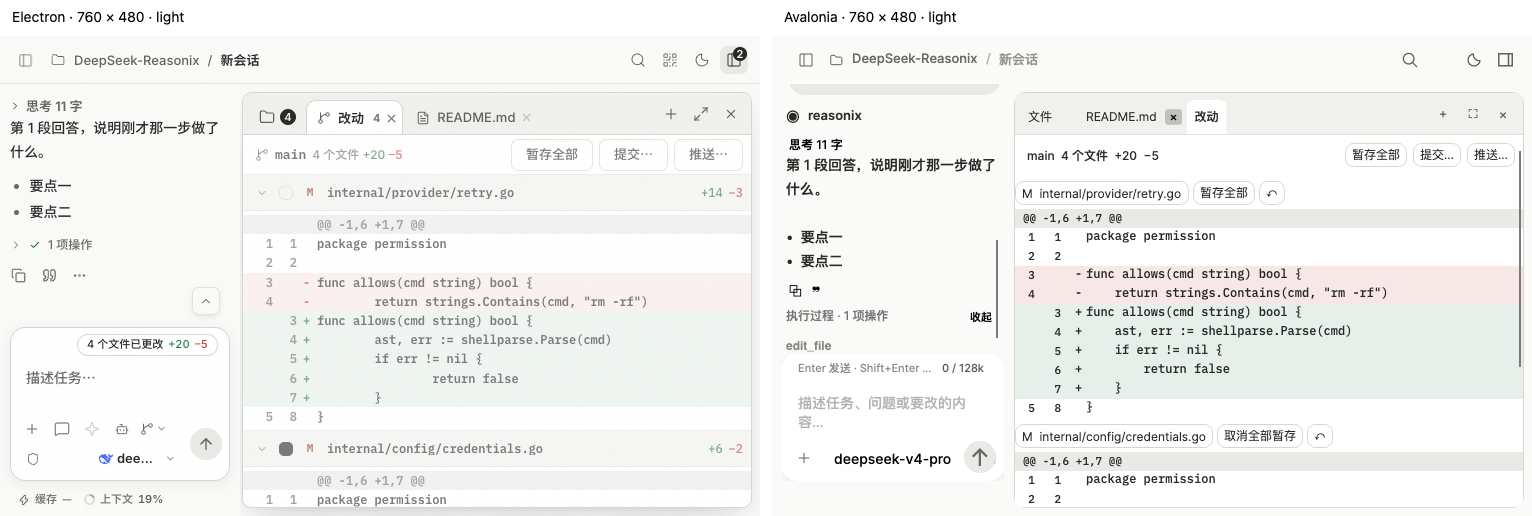 Electron · 760 × 480 · light
DeepSeek-Reasonix / 新会话
2
思考 11 字
第 1 段回答，说明刚才那一步做了
什么。
• 要点一
• 要点二
1 项操作
4 个文件已更改 +20 −5
描述任务…
dee...
缓存 — 上下文 19%
4 改动 4 × README.md ×
main 4 个文件 +20 −5 暂存全部 提交… 推送…
M internal/provider/retry.go +14 −3
@@ -1,6 +1,7 @@
1 1 package permission
2 2
3 - func allows(cmd string) bool {
4 - return strings.Contains(cmd, "rm -rf")
3 + func allows(cmd string) bool {
4 + ast, err := shellparse.Parse(cmd)
5 + if err != nil {
6 + return false
7 + }
5 8 }
M internal/config/credentials.go +6 −2
@@ -1,6 +1,7 @@
1 1 package permission
Avalonia · 760 × 480 · light
DeepSeek-Reasonix / 新会话
reasonix
思考 11 字
第 1 段回答，说明刚才那一步做了
什么。
• 要点一
• 要点二
执行过程 · 1 项操作 收起
edit_file
Enter 发送 · Shift+Enter ... 0 / 128k
描述任务、问题或要改的内
容...
deepseek-v4-pro
文件 README.md × 改动
main 4 个文件 +20 −5 暂存全部 提交... 推送...
M internal/provider/retry.go 暂存全部
@@ -1,6 +1,7 @@
1 1 package permission
2 2
3 - func allows(cmd string) bool {
4 - return strings.Contains(cmd, "rm -rf")
3 + func allows(cmd string) bool {
4 + ast, err := shellparse.Parse(cmd)
5 + if err != nil {
6 + return false
7 + }
5 8 }
M internal/config/credentials.go 取消全部暂存
@@ -1,6 +1,7 @@
1 1 package permission
2 2